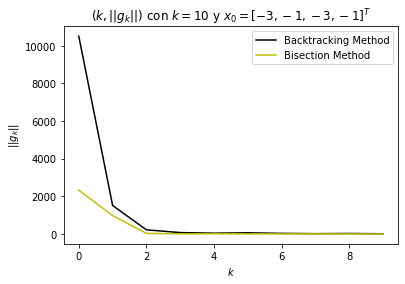 (k, ||g_k||) con k = 10 y x_0 = [−3, −1, −3, −1]^T
Backtracking Method
Bisection Method
10000
8000
6000
4000
2000
0
||g_k||
0 2 4 6 8
k